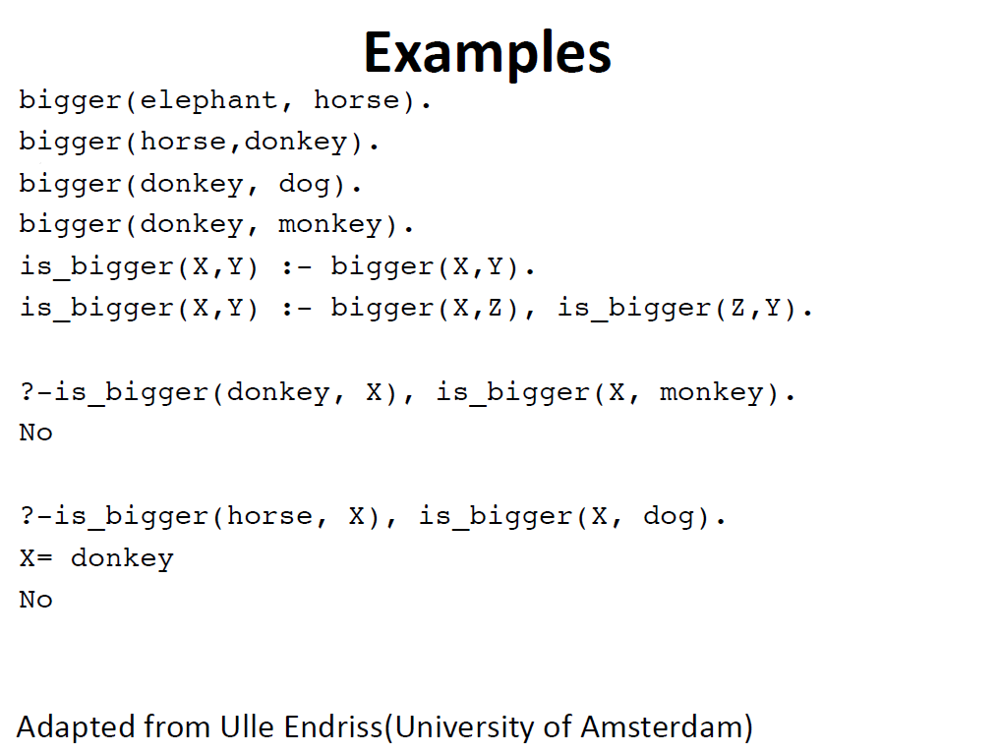 Examples
bigger(elephant, horse).
bigger(horse,donkey).
bigger(donkey, dog).
bigger(donkey, monkey).
is_bigger(X,Y) :- bigger(X,Y).
is_bigger(X,Y) :- bigger(X,Z), is_bigger(Z,Y).
?-is_bigger(donkey, X), is_bigger(X, monkey).
No
?-is_bigger(horse, X), is_bigger(X, dog).
X= donkey
No
Adapted from Ulle Endriss(University of Amsterdam)